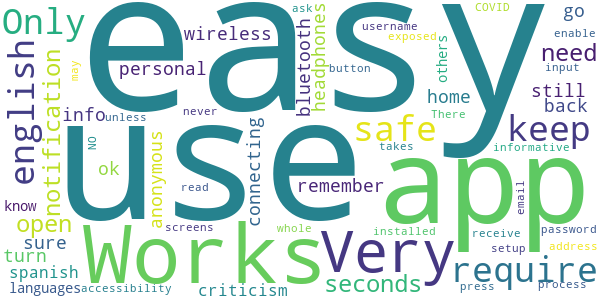 easy
use
app
Works
Very
Only
english
notification
safe
keep
require
need
open
wireless
personal
info
bluetooth
headphones
ask
username
COVID
exposed
others
button
go
enable
input
still
back
home
There
takes
informative
never
unless
may
NO
ok
anonymous
connecting
remember
read
know
screens
whole
installed
email
password
receive
setup
address
sure
turn
spanish
languages
accessibility
criticism
seconds
press
process